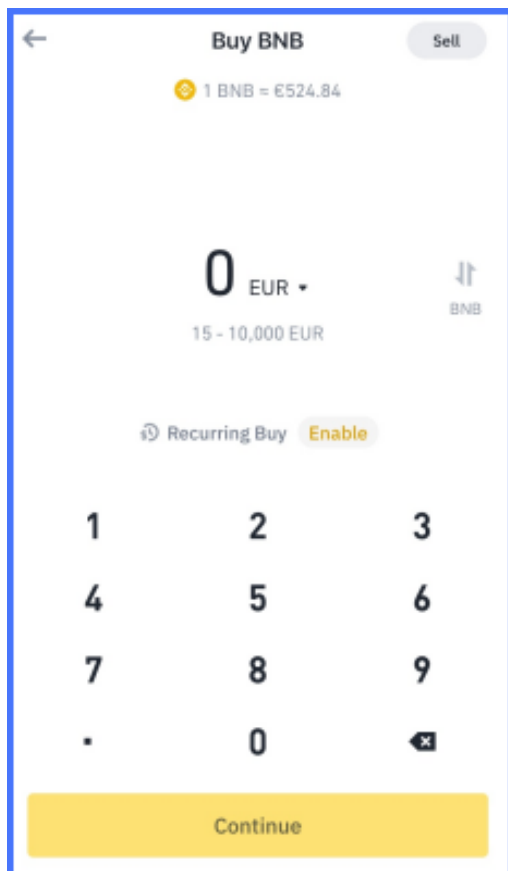 Buy BNB Sell
1 BNB = €524.84
0 EUR
BNB
15 - 10,000 EUR
Recurring Buy Enable
1 2 3
4 5 6
7 8 9
. 0
Continue